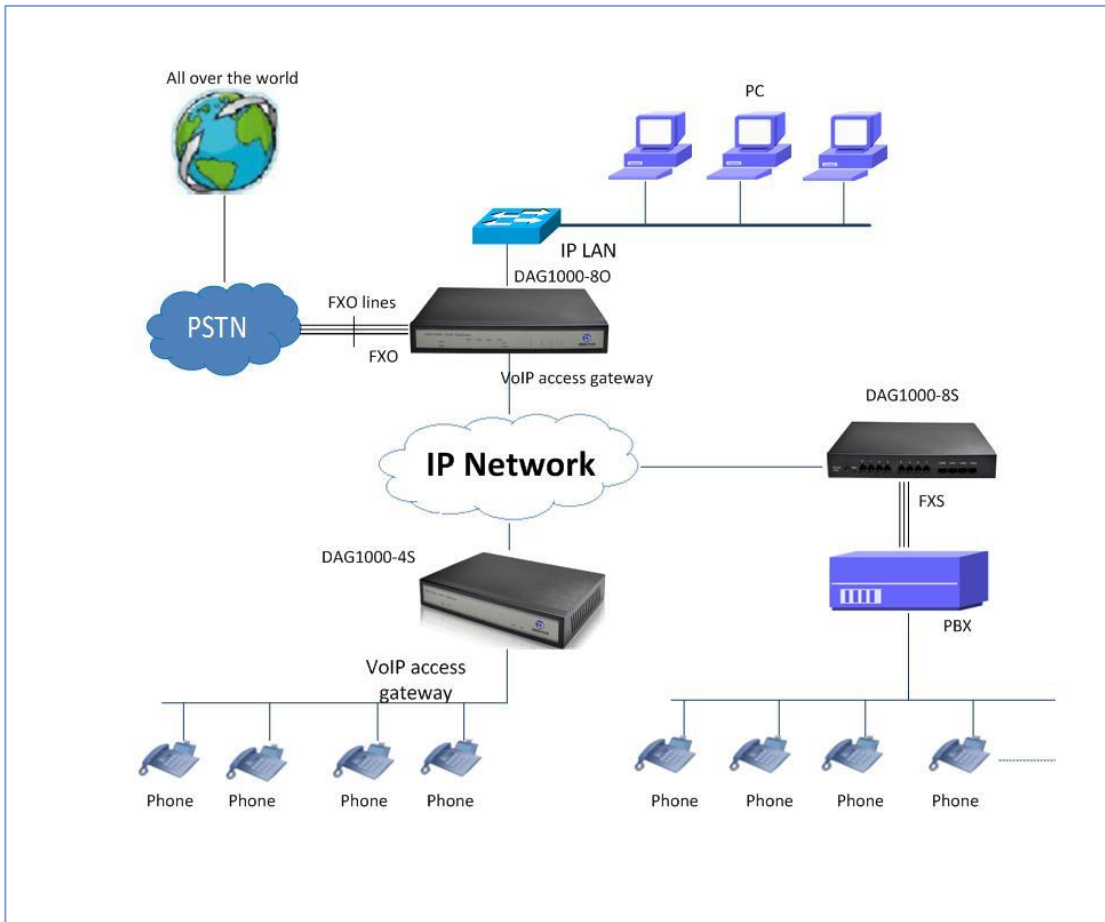 All over the world
PC
IP LAN
DAG1000-8O
FXO lines
PSTN
FXO
VoIP access gateway
DAG1000-8S
IP Network
FXS
DAG1000-4S
PBX
VoIP access
gateway
Phone
Phone
Phone
Phone
Phone
Phone
Phone
Phone